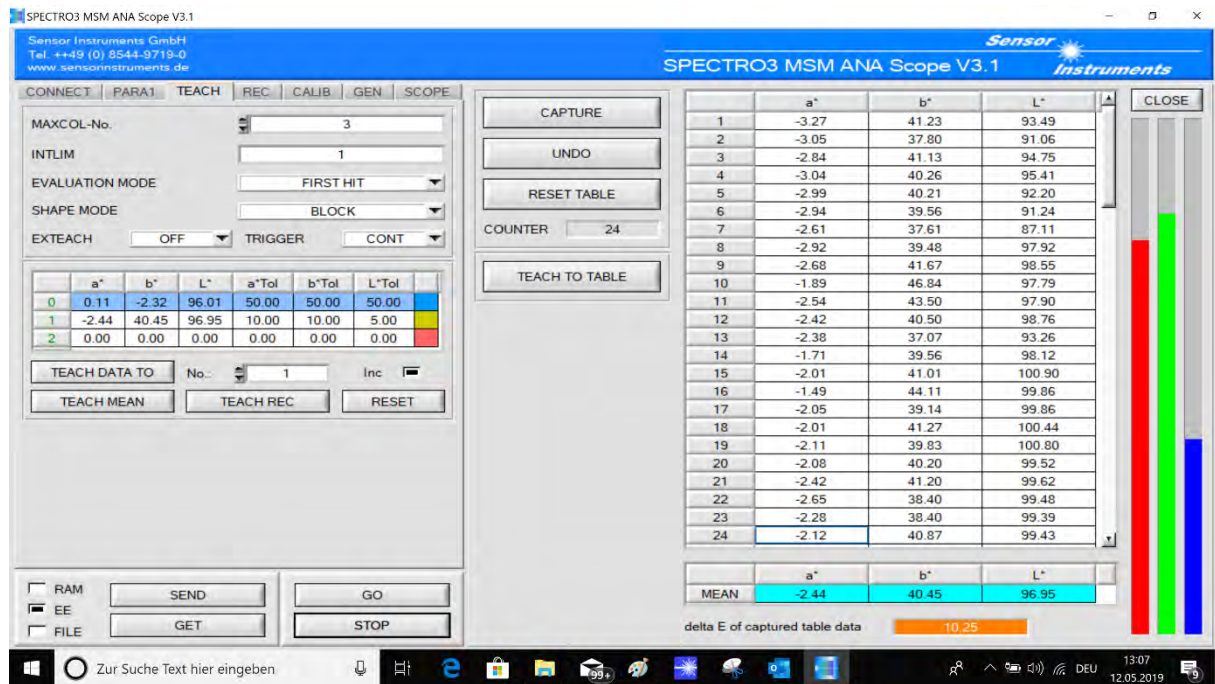 SPECTRO3 MSM ANA Scope V3.1
Sensor Instruments GmbH
Tel. ++49 (0) 8544-9719-0
www.sensorinstruments.de
Sensor
Instruments
SPECTRO3 MSM ANA Scope V3.1
CONNECT PARA1 TEACH REC CALIB GEN SCOPE
MAXCOL-No. 3
INTLIM 1
EVALUATION MODE FIRST HIT
SHAPE MODE BLOCK
EXTEACH OFF TRIGGER CONT
a* b* L* a*Tol b*Tol L*Tol
0 0.11 -2.32 96.01 50.00 50.00 50.00
1 -2.44 40.45 96.95 10.00 10.00 5.00
2 0.00 0.00 0.00 0.00 0.00 0.00
TEACH DATA TO No.: 1 Inc
TEACH MEAN TEACH REC RESET
RAM
EE
FILE
SEND GO
GET STOP
CAPTURE
UNDO
RESET TABLE
COUNTER 24
TEACH TO TABLE
CLOSE
a* b* L*
1 -3.27 41.23 93.49
2 -3.05 37.80 91.06
3 -2.84 41.13 94.75
4 -3.04 40.26 95.41
5 -2.99 40.21 92.20
6 -2.94 39.56 91.24
7 -2.61 37.61 87.11
8 -2.92 39.48 97.92
9 -2.68 41.67 98.55
10 -1.89 46.84 97.79
11 -2.54 43.50 97.90
12 -2.42 40.50 98.76
13 -2.38 37.07 93.26
14 -1.71 39.56 98.12
15 -2.01 41.01 100.90
16 -1.49 44.11 99.86
17 -2.05 39.14 99.86
18 -2.01 41.27 100.44
19 -2.11 39.83 100.80
20 -2.08 40.20 99.52
21 -2.42 41.20 99.62
22 -2.65 38.40 99.48
23 -2.28 38.40 99.39
24 -2.12 40.87 99.43
a* b* L*
MEAN -2.44 40.45 96.95
delta E of captured table data 10.25
Zur Suche Text hier eingeben
99+
DEU
13:07
12.05.2019
9